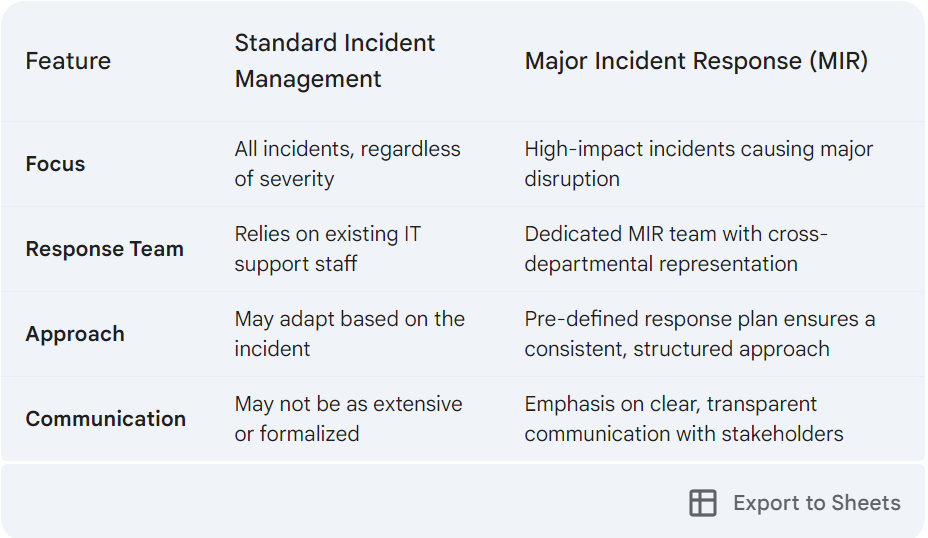 Feature
Standard Incident
Management
Major Incident Response (MIR)
Focus
All incidents, regardless
of severity
High-impact incidents causing major
disruption
Response Team
Relies on existing IT
support staff
Dedicated MIR team with cross-
departmental representation
Approach
May adapt based on the
incident
Pre-defined response plan ensures a
consistent, structured approach
Communication
May not be as extensive
or formalized
Emphasis on clear, transparent
communication with stakeholders
Export to Sheets